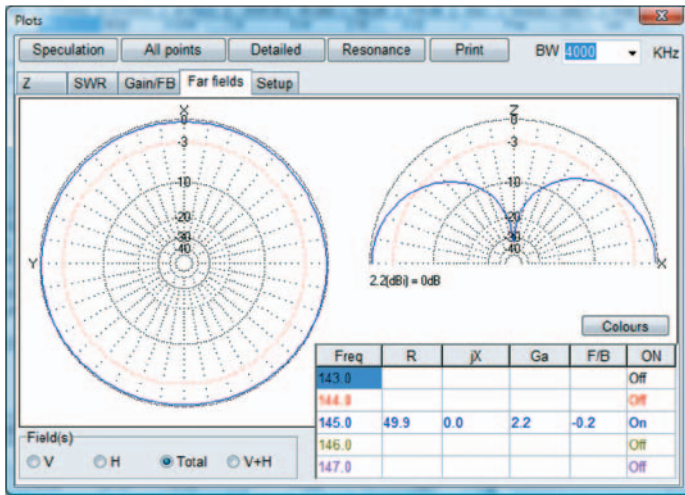 Plots
Speculation All points Detailed Resonance Print BW 4000 KHz
Z SWR Gain/FB Far fields Setup
X
0
-3
-10
-20
-30
-40
Y
Z
0
-3
-10
-20
-30
-40
X
2.2(dBi) = 0dB
Colours
Freq R jX Ga F/B ON
143.0 Off
144.0 Off
145.0 49.9 0.0 2.2 -0.2 On
146.0 Off
147.0 Off
Field(s)
V H Total V+H